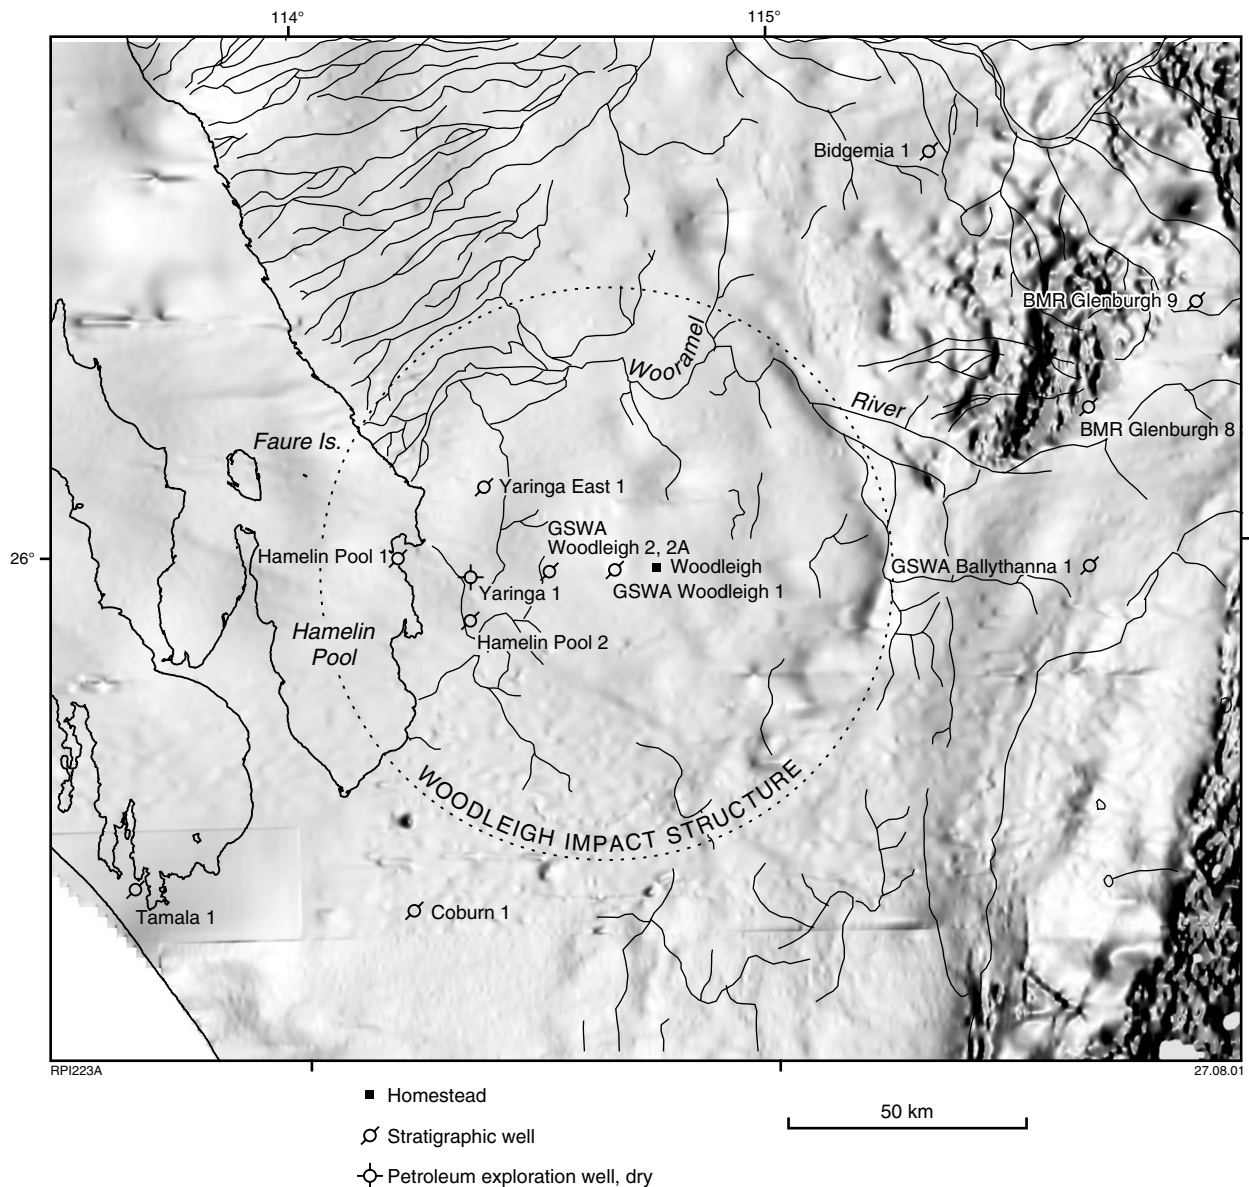 114°
115°
Bidgemia 1
BMR Glenburgh 9
Wooramel
River
BMR Glenburgh 8
Faure Is.
Yaringa East 1
GSWA
Woodleigh 2, 2A
Hamelin Pool 1
26°
Woodleigh
GSWA Ballythanna 1
Yaringa 1
GSWA Woodleigh 1
Hamelin
Pool
Hamelin Pool 2
WOODLEIGH IMPACT STRUCTURE
Tamala 1
Coburn 1
RPI223A
27.08.01
Homestead
50 km
Stratigraphic well
Petroleum exploration well, dry